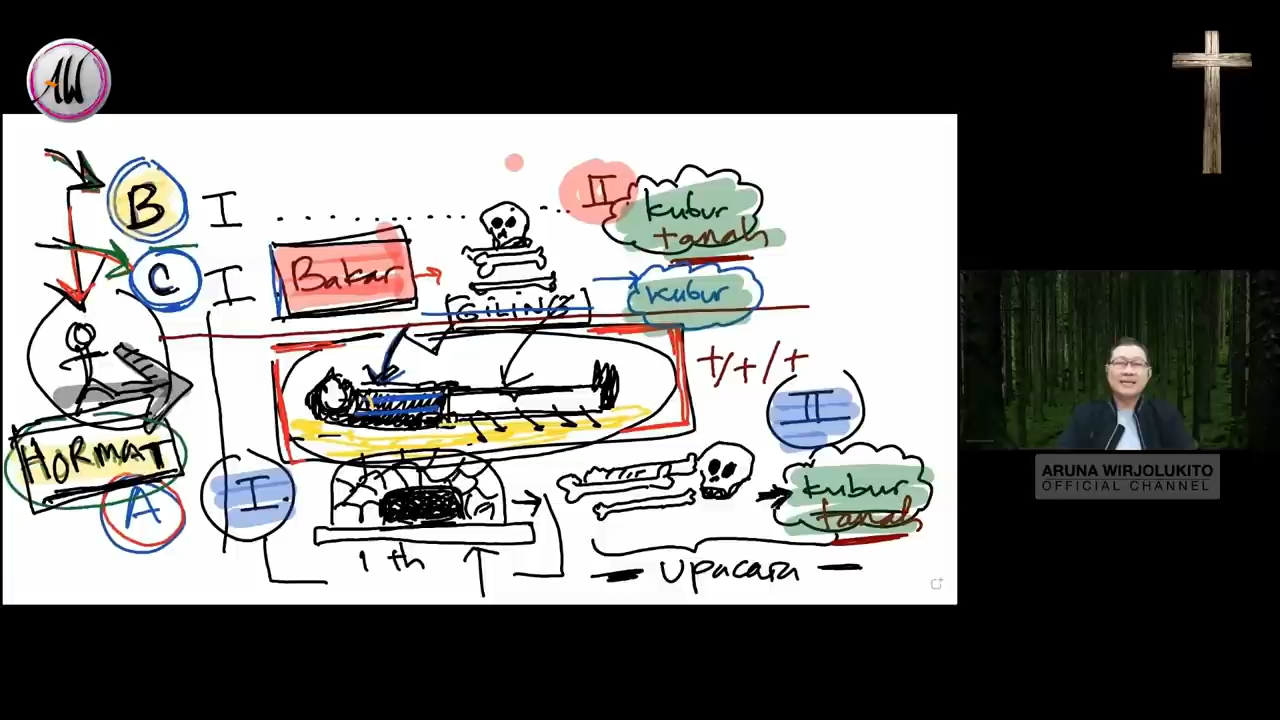 AW
B I II kubur
tanah
C I Bakar kubur
GILING
+/+/+
HORMAT
A
I
II
kubur
tanah
1 th
- upacara -
ARUNA WIRJOLUKITO
OFFICIAL CHANNEL